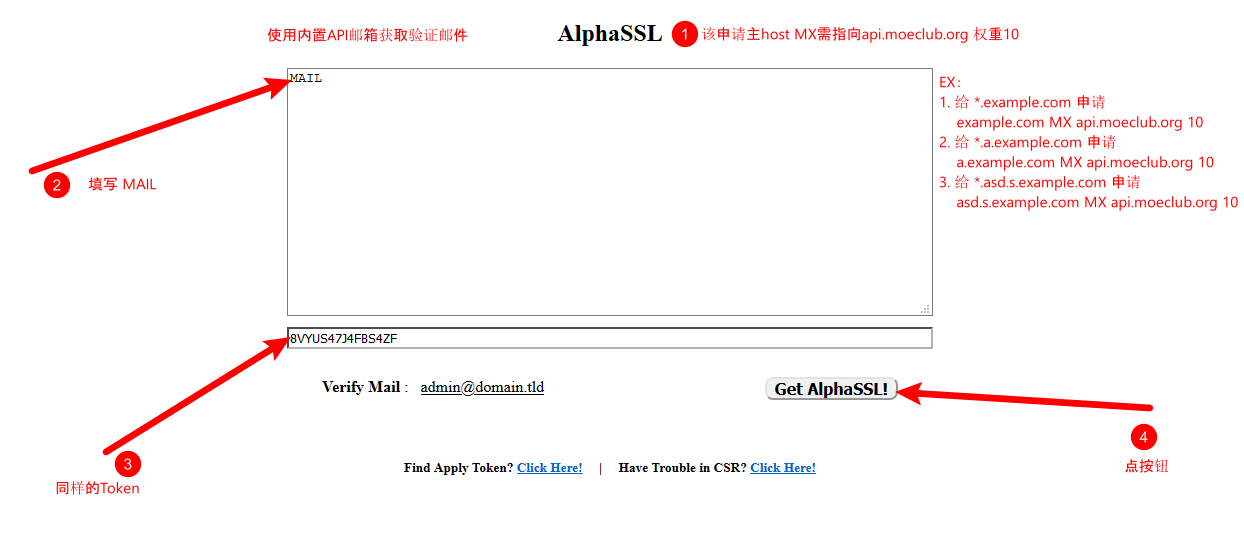 使用内置API邮箱获取验证邮件
AlphaSSL
1 该申请主host MX需指向api.moeclub.org 权重10
MAIL
EX：
1. 给 *.example.com 申请
example.com MX api.moeclub.org 10
2. 给 *.a.example.com 申请
a.example.com MX api.moeclub.org 10
3. 给 *.asd.s.example.com 申请
asd.s.example.com MX api.moeclub.org 10
2 填写 MAIL
8VYUS47J4FBS4ZF
Verify Mail : admin@domain.tld
Get AlphaSSL!
3
同样的Token
4
点按钮
Find Apply Token? Click Here! | Have Trouble in CSR? Click Here!